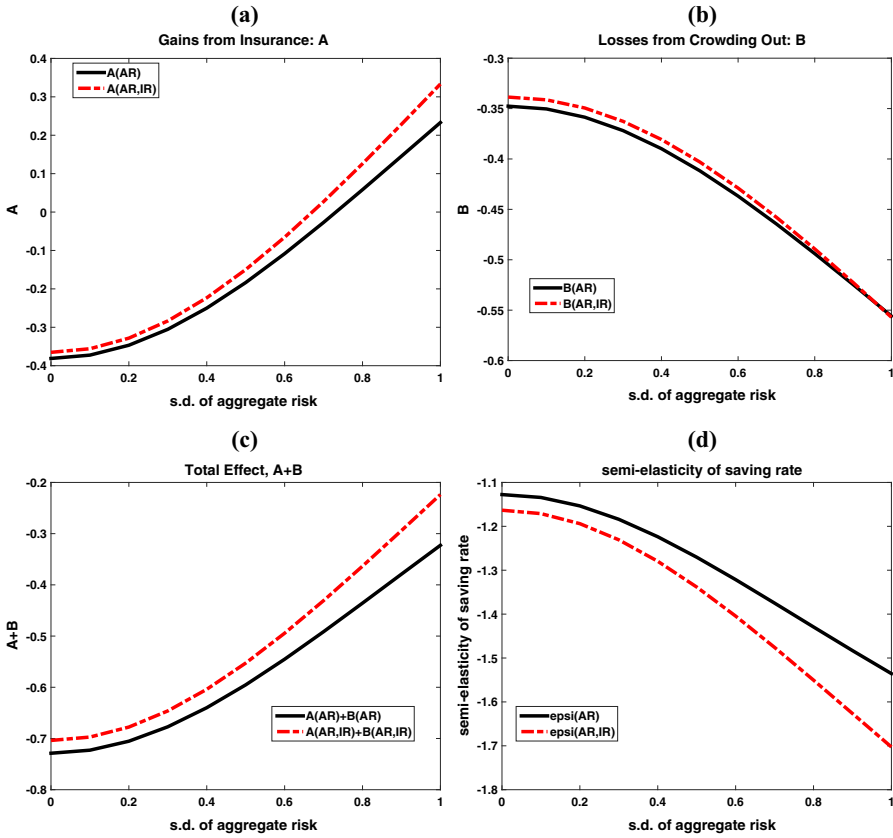 (a)
Gains from Insurance: A
0.4
0.3
0.2
0.1
0
-0.1
-0.2
-0.3
-0.4
A
A(AR)
A(AR,IR)
0
0.2
0.4
0.6
0.8
1
s.d. of aggregate risk
(b)
Losses from Crowding Out: B
-0.35
-0.45
-0.55
-0.6
B
B(AR)
B(AR,IR)
0
0.2
0.4
0.6
0.8
1
s.d. of aggregate risk
(c)
Total Effect, A+B
-0.2
-0.3
-0.4
-0.5
-0.6
-0.7
-0.8
A+B
A(AR)+B(AR)
A(AR,IR)+B(AR,IR)
0
0.2
0.4
0.6
0.8
1
s.d. of aggregate risk
(d)
semi-elasticity of saving rate
-1.1
-1.2
-1.3
-1.4
-1.5
-1.6
-1.7
-1.8
semi-elasticity of saving rate
epsi(AR)
epsi(AR,IR)
0
0.2
0.4
0.6
0.8
1
s.d. of aggregate risk